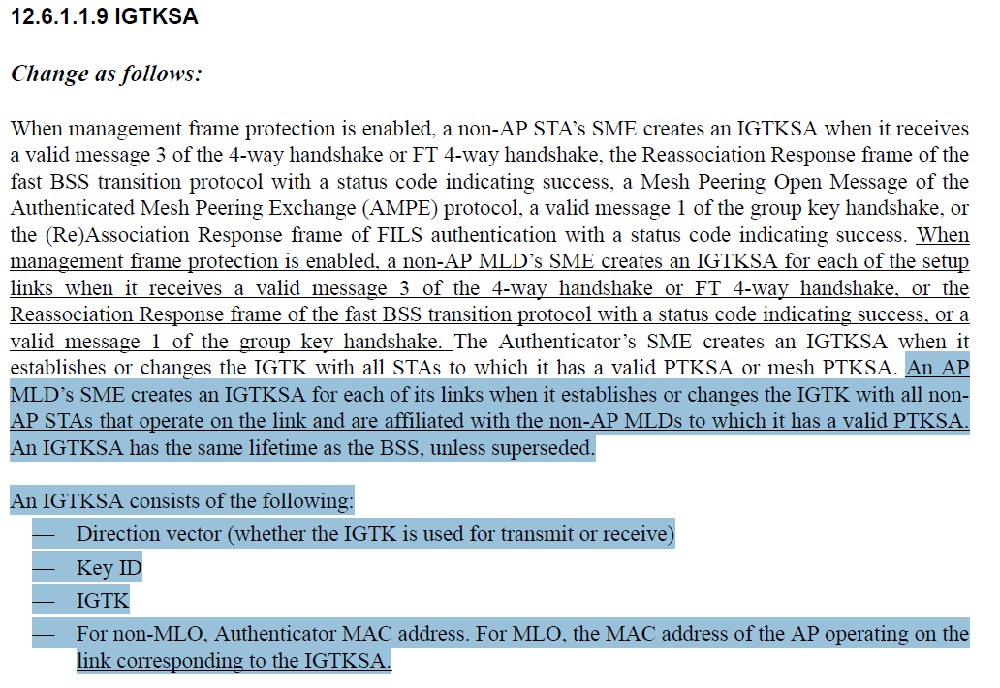 12.6.1.1.9 IGTKSA
Change as follows:
When management frame protection is enabled, a non-AP STA’s SME creates an IGTKSA when it receives
a valid message 3 of the 4-way handshake or FT 4-way handshake, the Reassociation Response frame of the
fast BSS transition protocol with a status code indicating success, a Mesh Peering Open Message of the
Authenticated Mesh Peering Exchange (AMPE) protocol, a valid message 1 of the group key handshake, or
the (Re)Association Response frame of FILS authentication with a status code indicating success. When
management frame protection is enabled, a non-AP MLD’s SME creates an IGTKSA for each of the setup
links when it receives a valid message 3 of the 4-way handshake or FT 4-way handshake, or the
Reassociation Response frame of the fast BSS transition protocol with a status code indicating success, or a
valid message 1 of the group key handshake. The Authenticator’s SME creates an IGTKSA when it
establishes or changes the IGTK with all STAs to which it has a valid PTKSA or mesh PTKSA. An AP
MLD’s SME creates an IGTKSA for each of its links when it establishes or changes the IGTK with all non-
AP STAs that operate on the link and are affiliated with the non-AP MLDs to which it has a valid PTKSA.
An IGTKSA has the same lifetime as the BSS, unless superseded.
An IGTKSA consists of the following:
— Direction vector (whether the IGTK is used for transmit or receive)
— Key ID
— IGTK
— For non-MLO, Authenticator MAC address. For MLO, the MAC address of the AP operating on the
link corresponding to the IGTKSA.